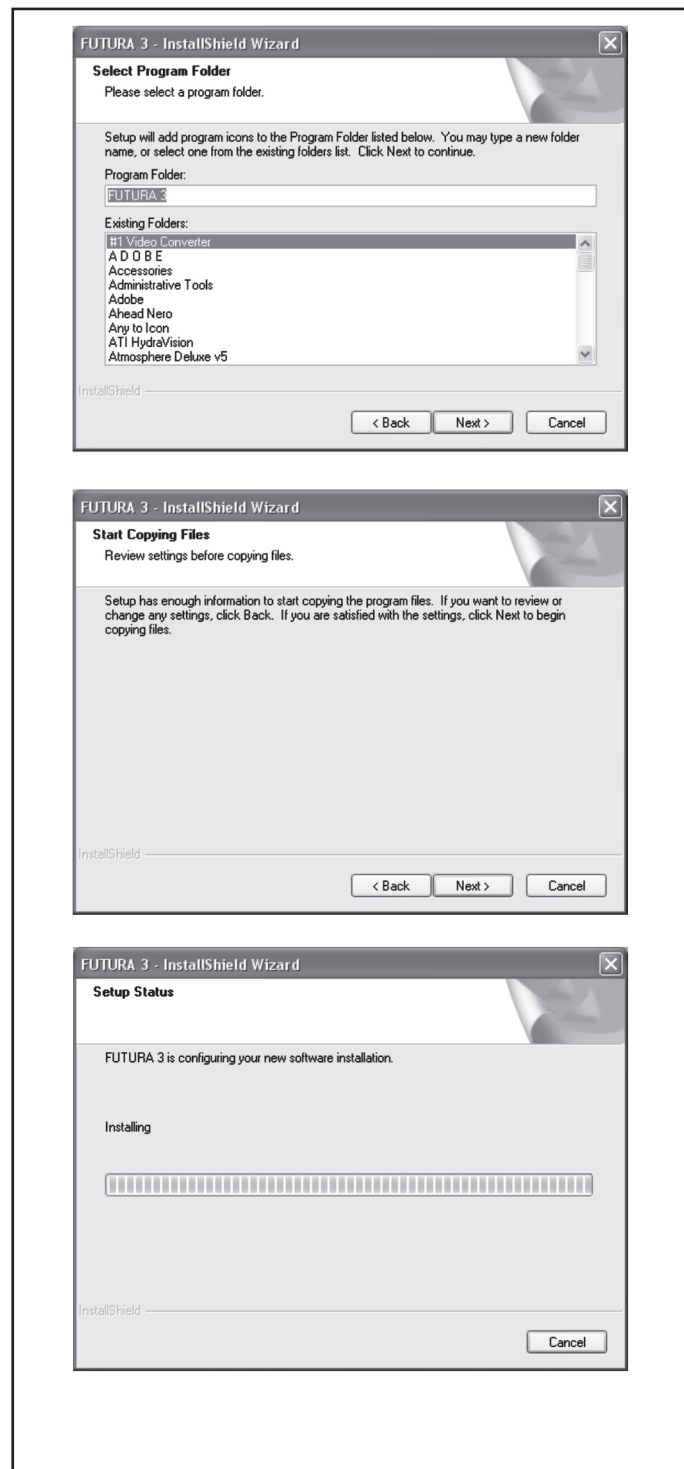 FUTURA 3 - InstallShield Wizard
Select Program Folder
Please select a program folder.
Setup will add program icons to the Program Folder listed below. You may type a new folder
name, or select one from the existing folders list. Click Next to continue.
Program Folder:
FUTURA 3
Existing Folders:
#1 Video Converter
A D O B E
Accessories
Administrative Tools
Adobe
Ahead Nero
Any to Icon
ATI HydraVision
Atmosphere Deluxe v5
InstallShield
< Back Next > Cancel
FUTURA 3 - InstallShield Wizard
Start Copying Files
Review settings before copying files.
Setup has enough information to start copying the program files. If you want to review or
change any settings, click Back. If you are satisfied with the settings, click Next to begin
copying files.
InstallShield
< Back Next > Cancel
FUTURA 3 - InstallShield Wizard
Setup Status
FUTURA 3 is configuring your new software installation.
Installing
InstallShield
Cancel